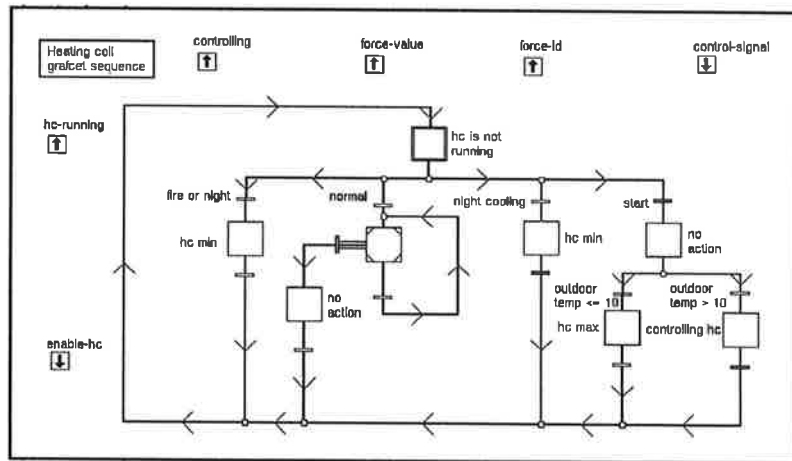 Heating coil
grafcet sequence
controlling
force-value
force-id
control-signal
hc-running
hc is not
running
fire or night
normal
night cooling
start
hc min
hc min
no
action
no
action
outdoor
temp <= 10
outdoor
temp > 10
hc max
controlling hc
enable-hc